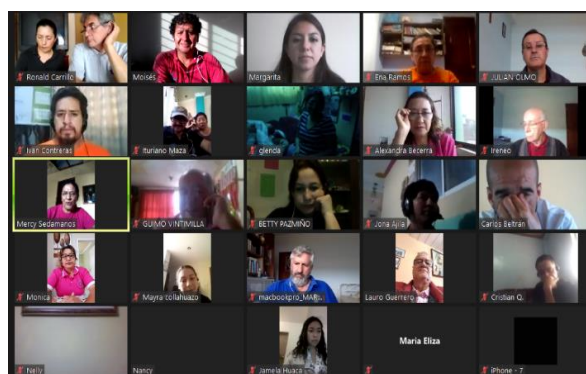 Ronald Carrillo
Moisés
Margarita
Ena Ramos
JULIAN OLMO
Iván Contreras
Ituriano Maza
glenda
Alexandra Becerra
Ireneo
Mercy Sedamanos
GUIMO VINTIMILLA
BETTY PAZMIÑO
Jona Ajila
Carlos Beltrán
Monica
Mayra collahuazo
macbookpro_MAR...
Lauro Guerrero
Cristian Q.
Nelly
Nancy
Jamela Huaca
Maria Eliza
iPhone - 7